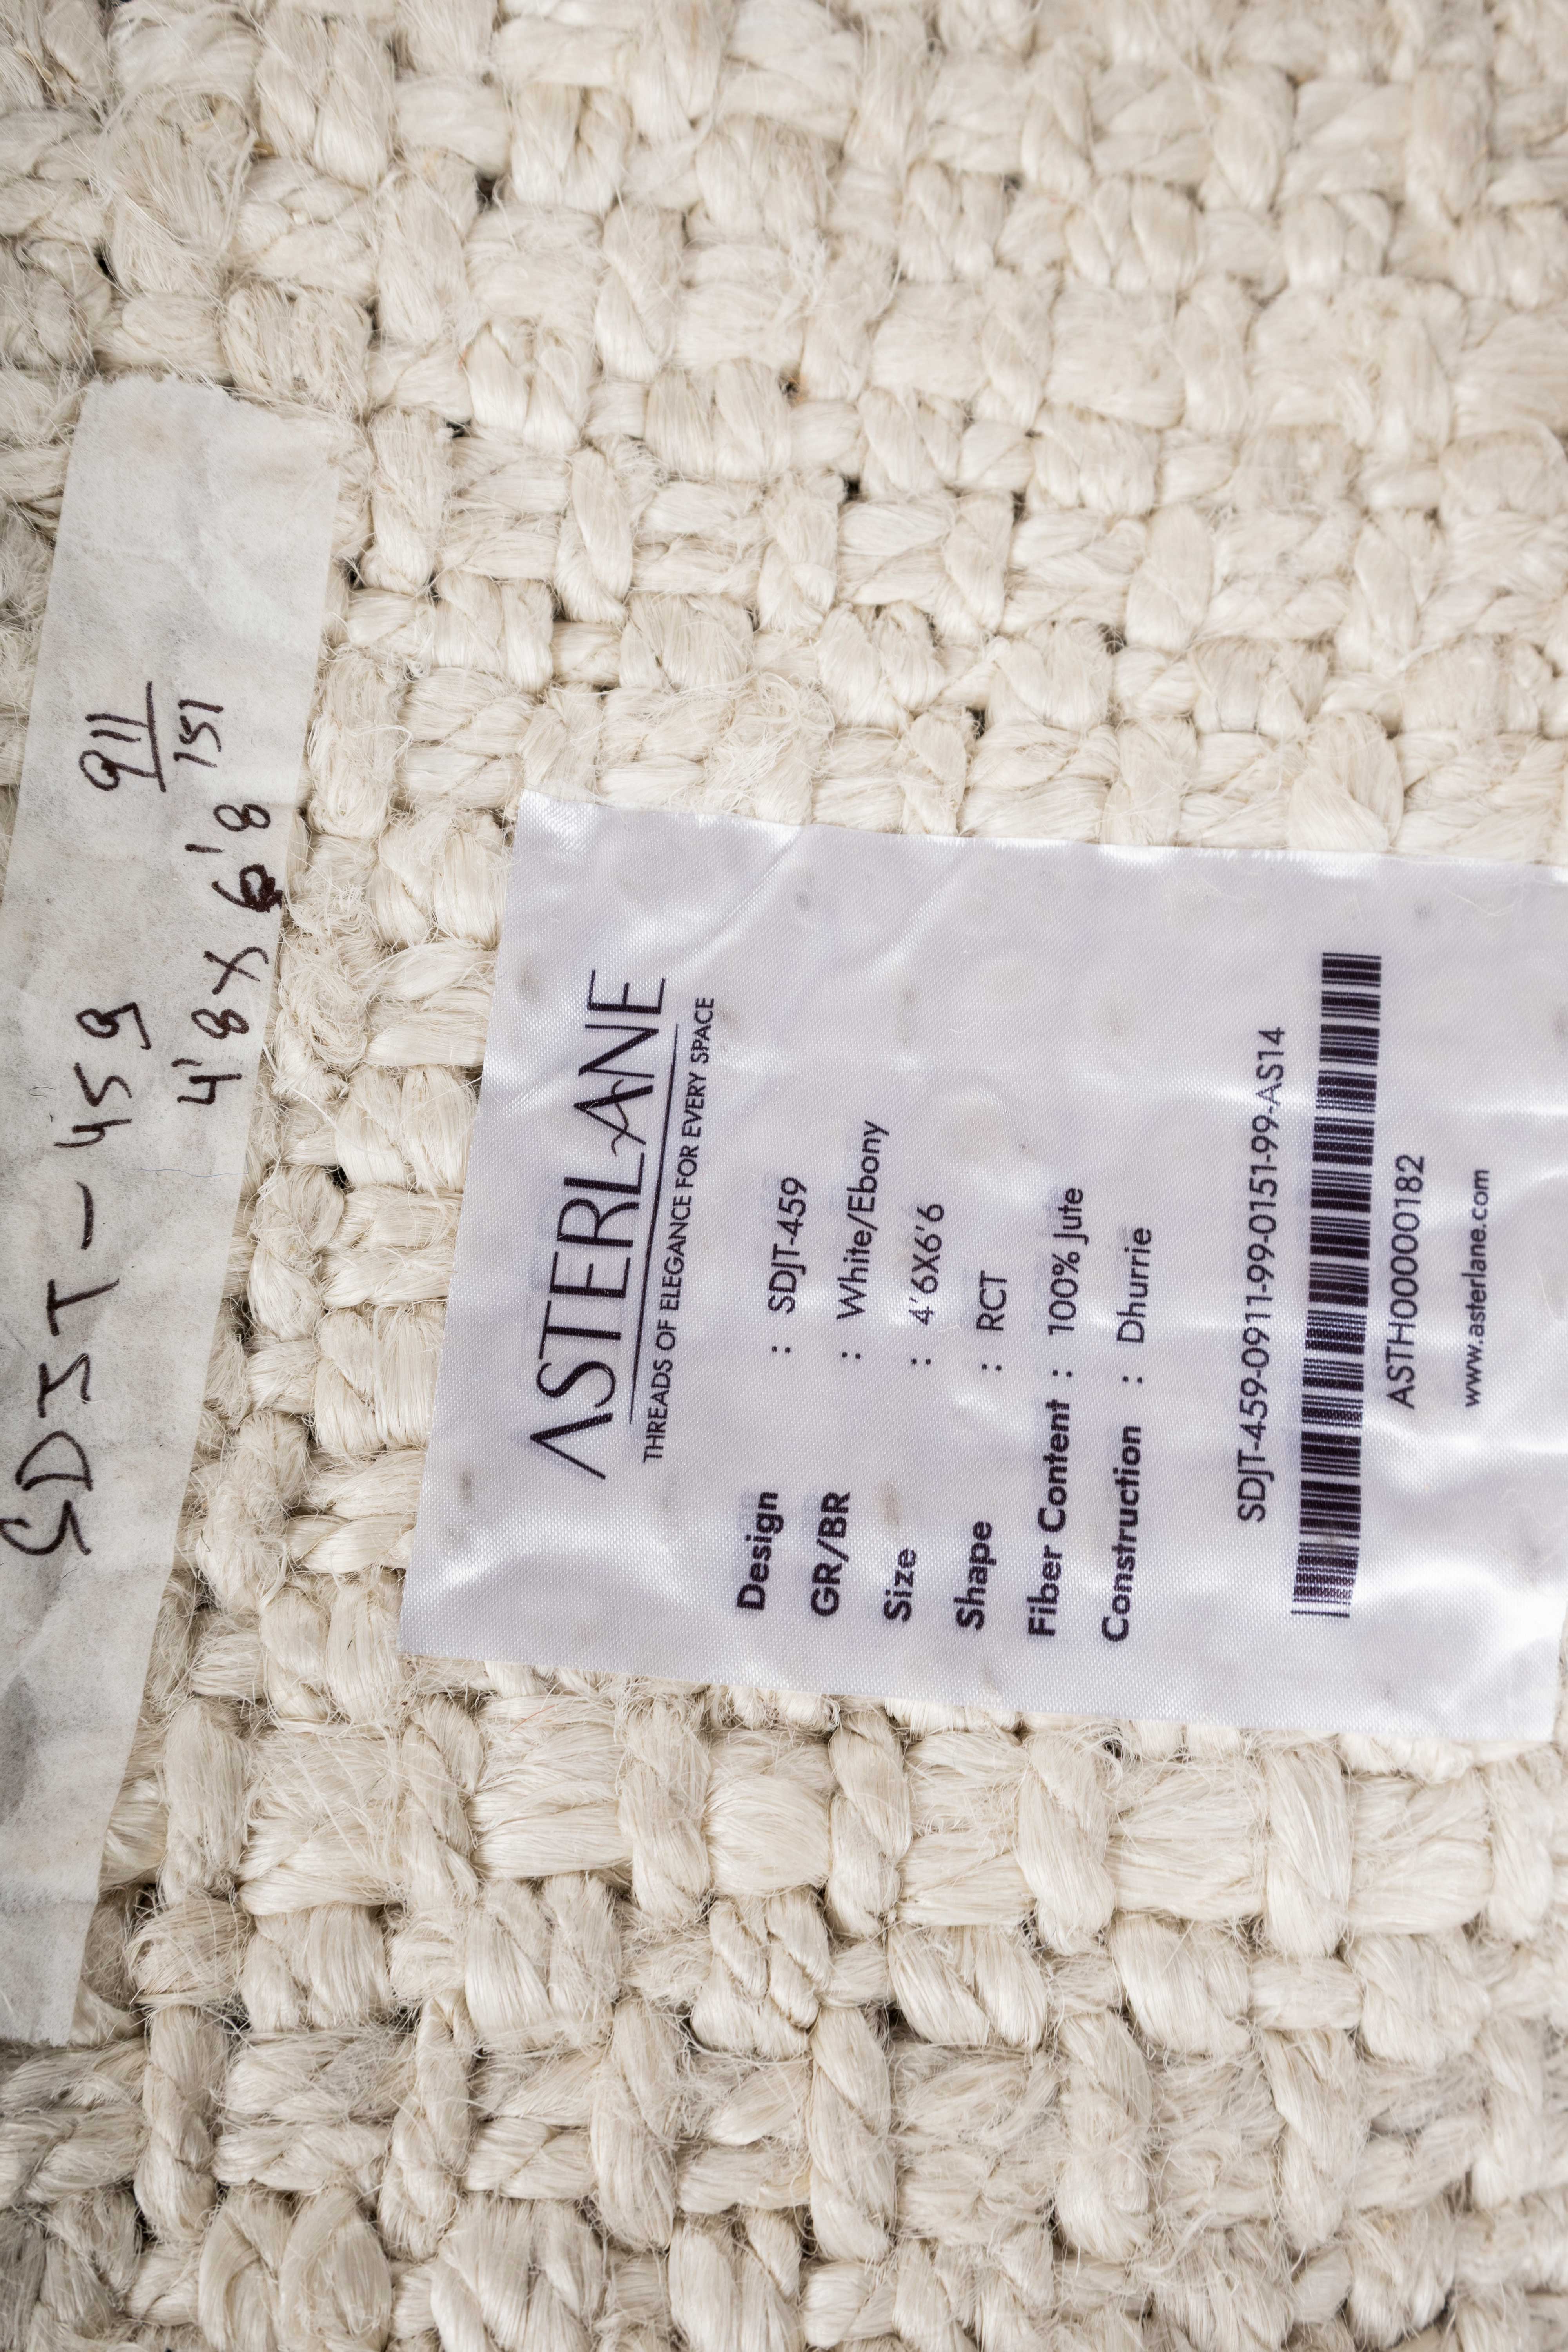 SDJT-459 911
4'8 X 6'8 151
ASTERLANE
THREADS OF ELEGANCE FOR EVERY SPACE
Design : SDJT-459
GR/BR : White/Ebony
Size : 4'6X6'6
Shape : RCT
Fiber Content : 100% Jute
Construction : Dhurrie
SDJT-459-0911-99-0151-99-AS14
ASTH00000182
www.asterlane.com